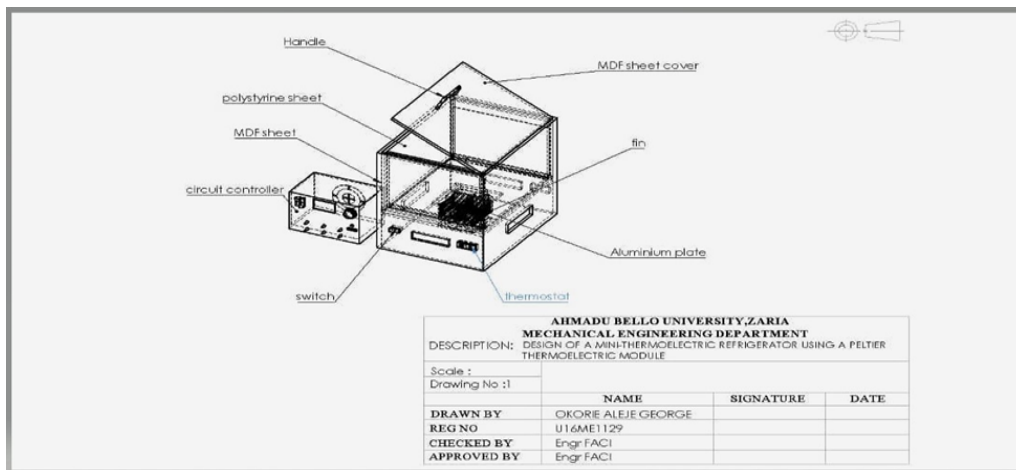 Handle
MDF sheet cover
polystyrine sheet
MDF sheet
fin
circuit controller
Aluminium plate
switch
thermostat
AHMADU BELLO UNIVERSITY,ZARIA
MECHANICAL ENGINEERING DEPARTMENT
DESCRIPTION: DESIGN OF A MINI-THERMOELECTRIC REFRIGERATOR USING A PELTIER
THERMOELECTRIC MODULE
Scale :
Drawing No :1
NAME SIGNATURE DATE
DRAWN BY OKORIE ALEJE GEORGE
REG NO U16ME1129
CHECKED BY Engr FACI
APPROVED BY Engr FACI